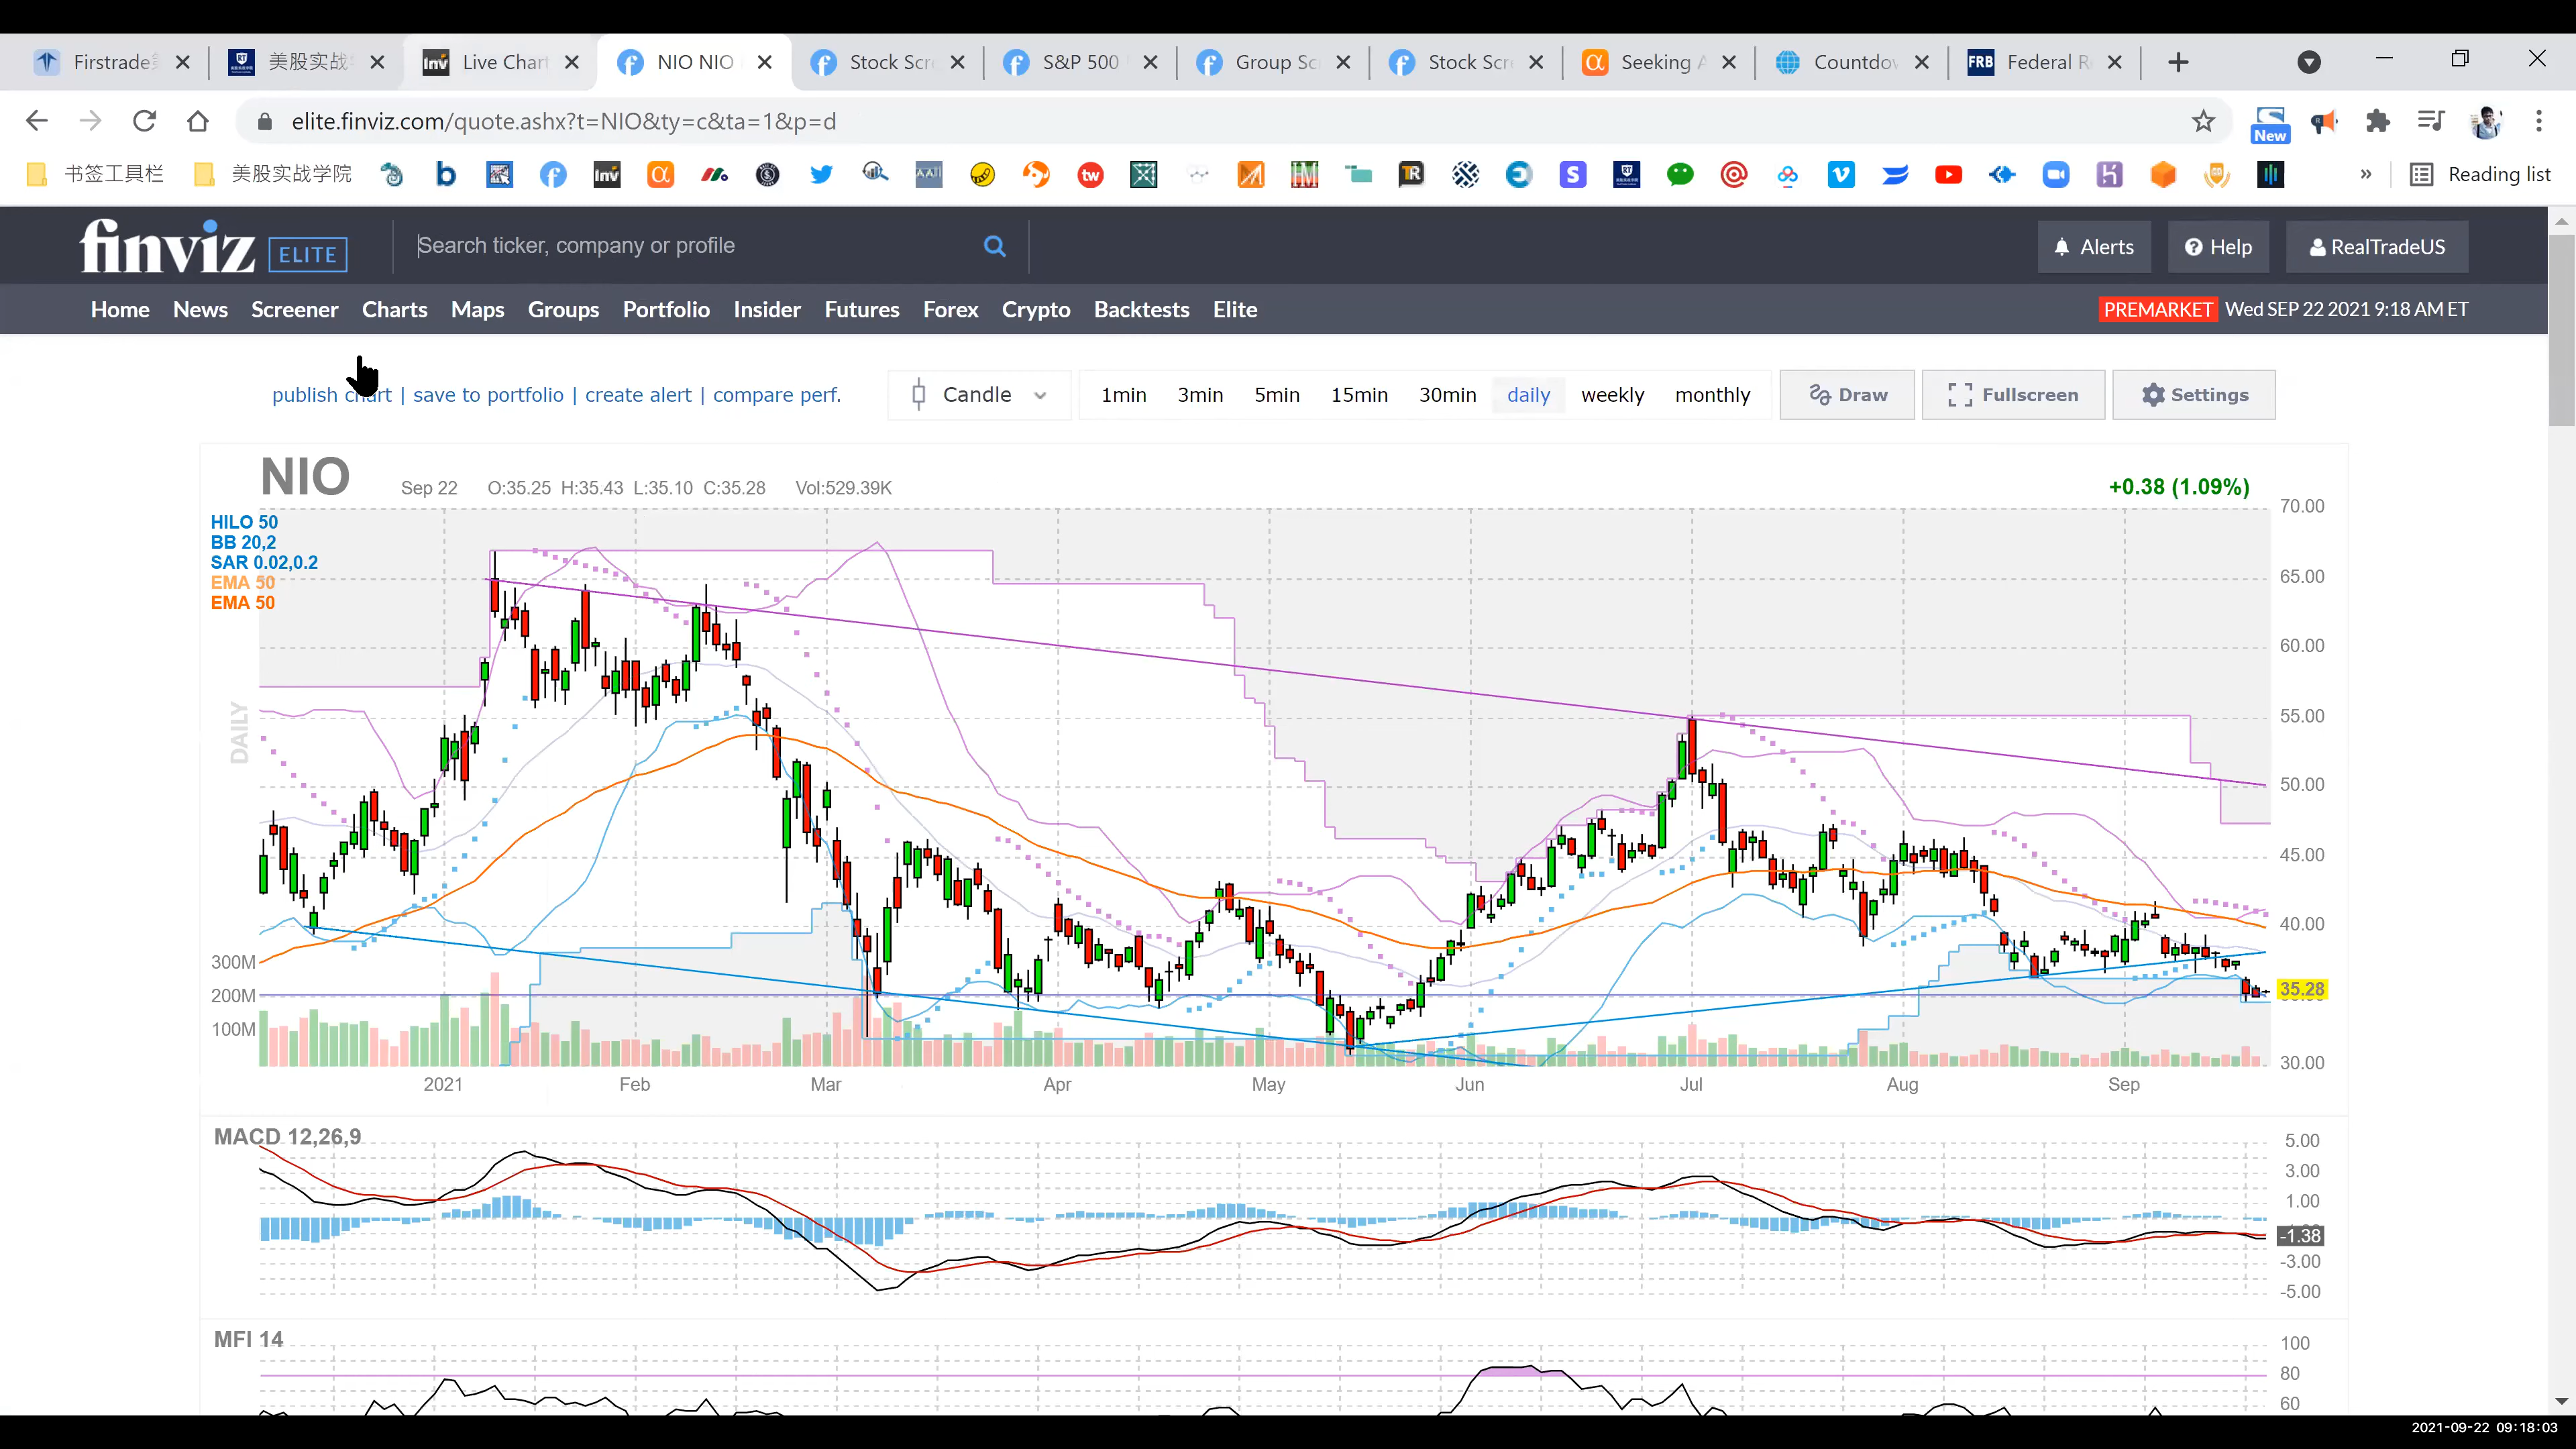 Firstrade
美股实战
Live Chart
NIO NIO
Stock Scr
S&P 500
Group Sc
Stock Scr
Seeking A
Countdow
FRB Federal R
elite.finviz.com/quote.ashx?t=NIO&ty=c&ta=1&p=d
New
书签工具栏
美股实战学院
Reading list
finviz ELITE
Search ticker, company or profile
Alerts
Help
RealTradeUS
Home News Screener Charts Maps Groups Portfolio Insider Futures Forex Crypto Backtests Elite
PREMARKET Wed SEP 22 2021 9:18 AM ET
publish chart | save to portfolio | create alert | compare perf.
Candle
1min 3min 5min 15min 30min daily weekly monthly
Draw
Fullscreen
Settings
NIO Sep 22 O:35.25 H:35.43 L:35.10 C:35.28 Vol:529.39K
+0.38 (1.09%)
HILO 50
BB 20,2
SAR 0.02,0.2
EMA 50
EMA 50
DAILY
70.00
65.00
60.00
55.00
50.00
45.00
40.00
35.28
30.00
300M
200M
100M
2021 Feb Mar Apr May Jun Jul Aug Sep
MACD 12,26,9
5.00
3.00
1.00
-1.38
-3.00
-5.00
MFI 14
100
80
60
2021-09-22 09:18:03